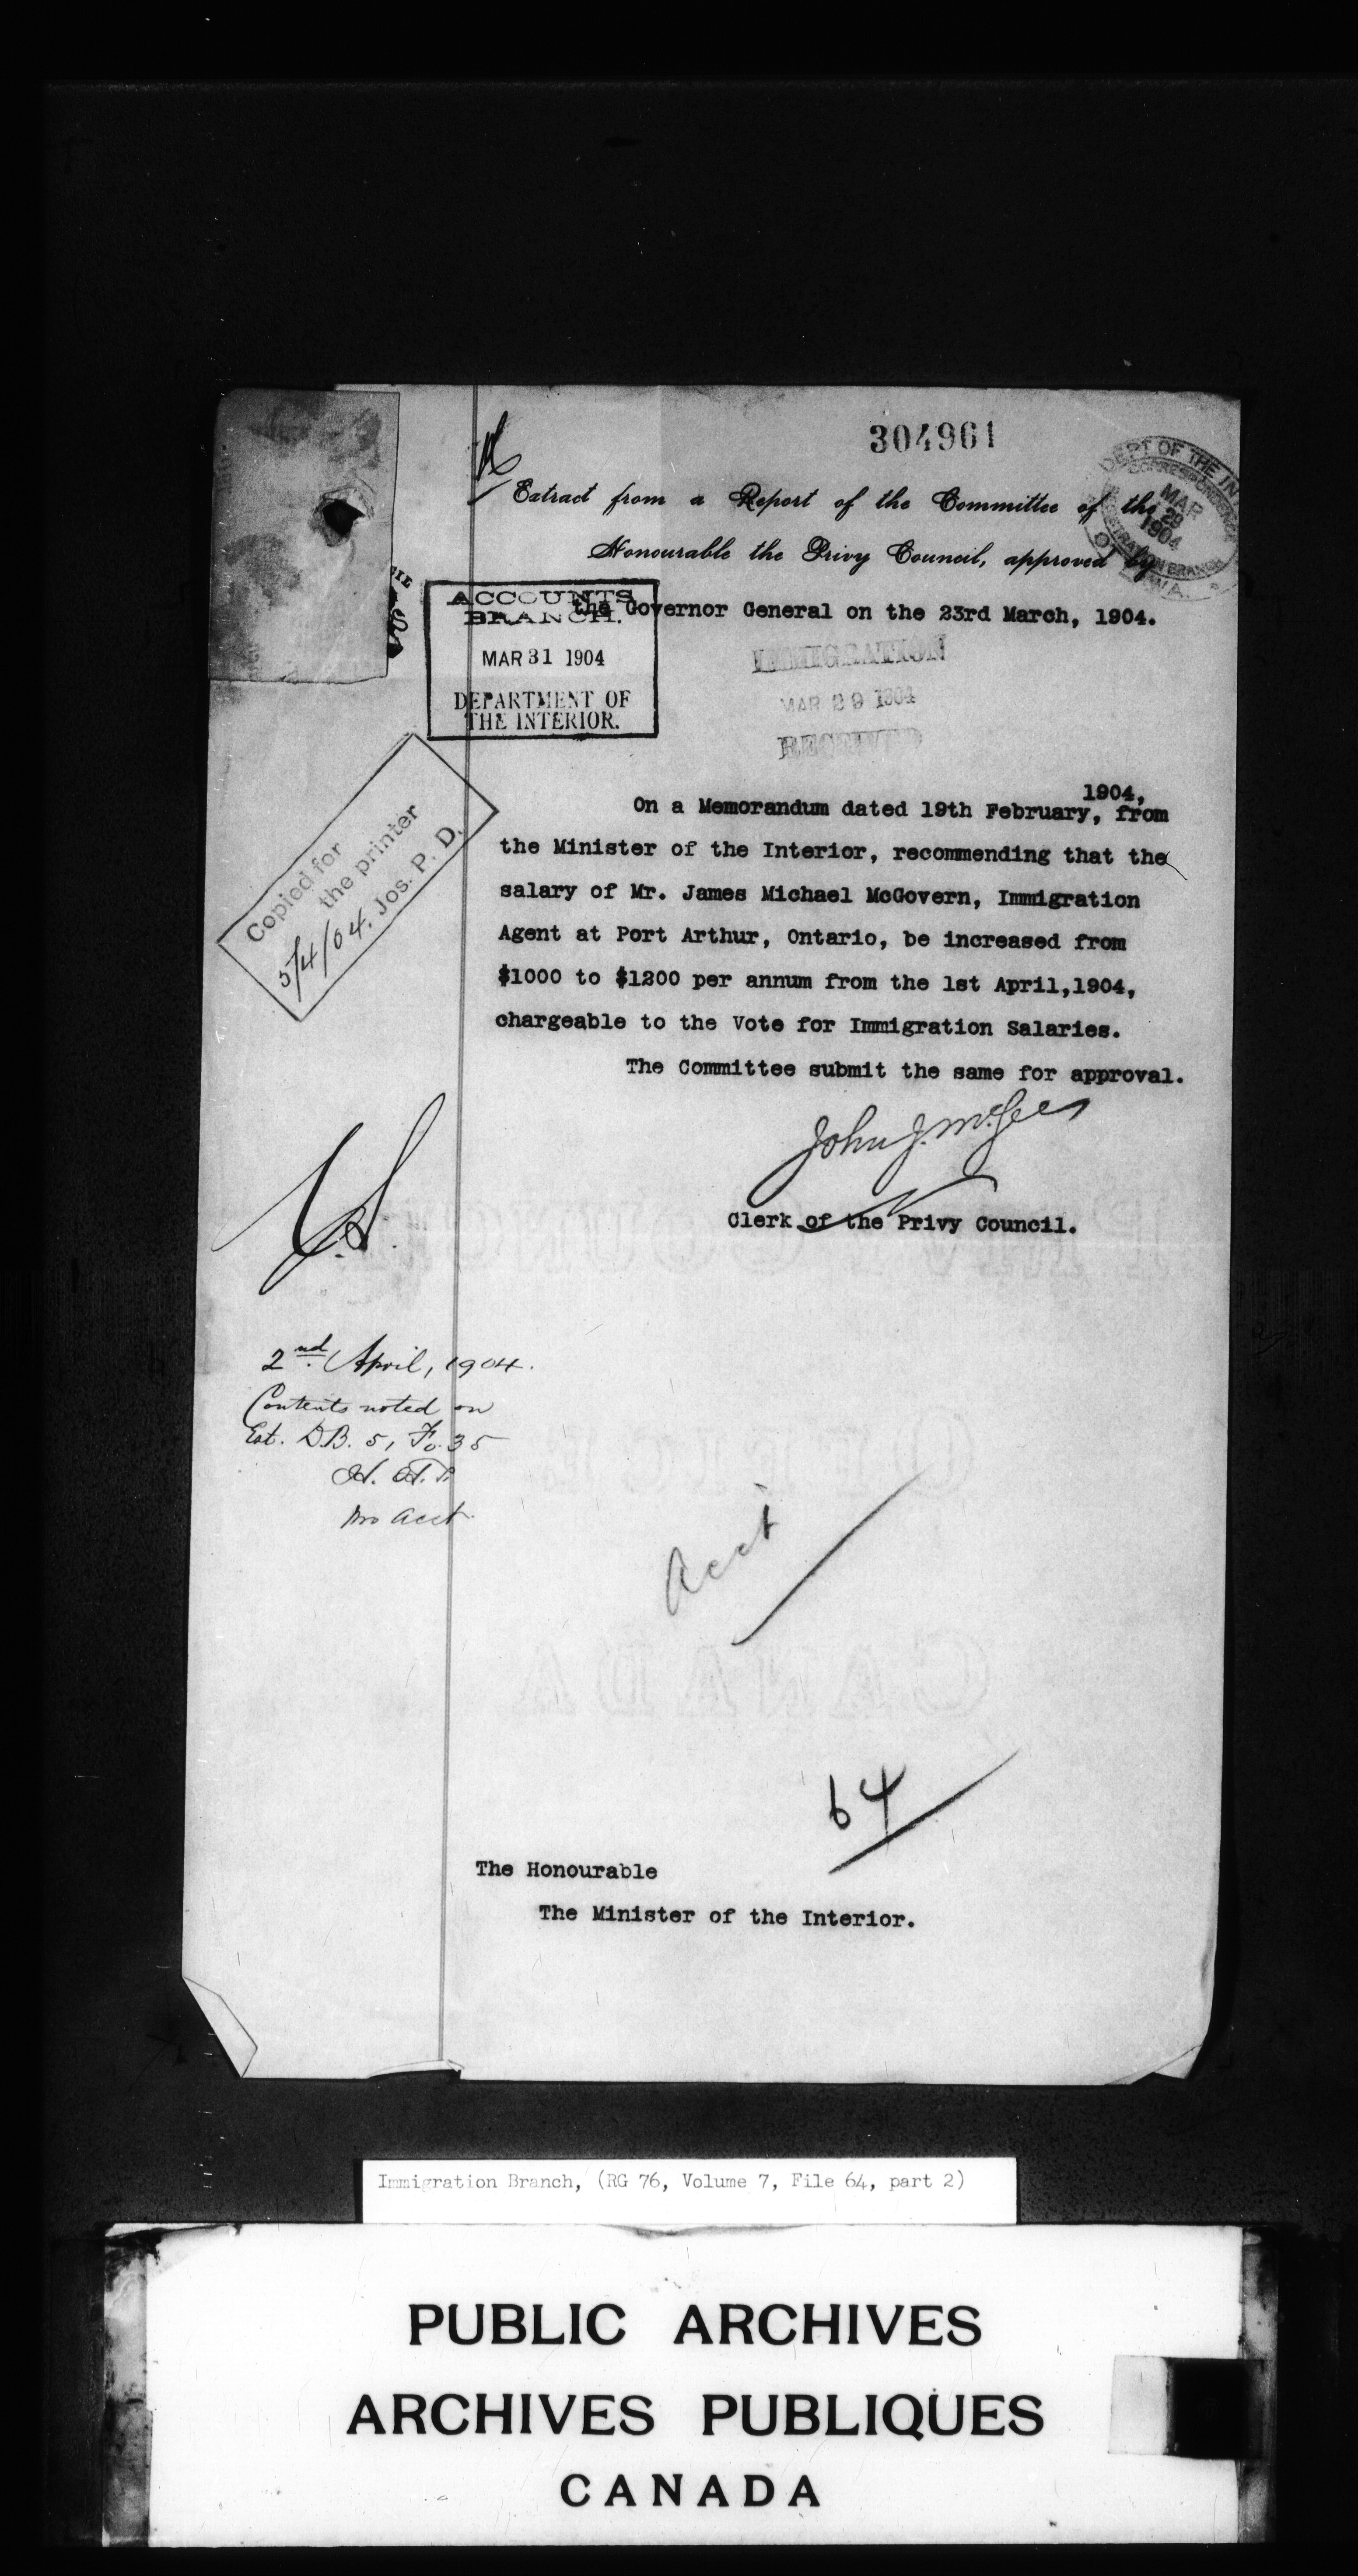 304961
DEPT OF THE IN
CORRESPONDENCE
MAR
29
1904
Extract from a Report of the Committee of the
Honourable the Privy Council, approved by
the Governor General on the 23rd March, 1904.
ACCOUNTS
BRANCH.
MAR 31 1904
DEPARTMENT OF
THE INTERIOR.
IMMIGRATION
MAR 29 1904
RECEIVED
Copied for
the printer
5/4/04. Jos. P. D.
1904,
On a Memorandum dated 19th February, from
the Minister of the Interior, recommending that the
salary of Mr. James Michael McGovern, Immigration
Agent at Port Arthur, Ontario, be increased from
$1000 to $1200 per annum from the 1st April,1904,
chargeable to the Vote for Immigration Salaries.
The Committee submit the same for approval.
John J. McGee
Clerk of the Privy Council.
2nd. April, 1904.
Contents noted on
Est. D.B. 5, Fo. 35
Acct
64
The Honourable
The Minister of the Interior.
Immigration Branch, (RG 76, Volume 7, File 64, part 2)
PUBLIC ARCHIVES
ARCHIVES PUBLIQUES
CANADA